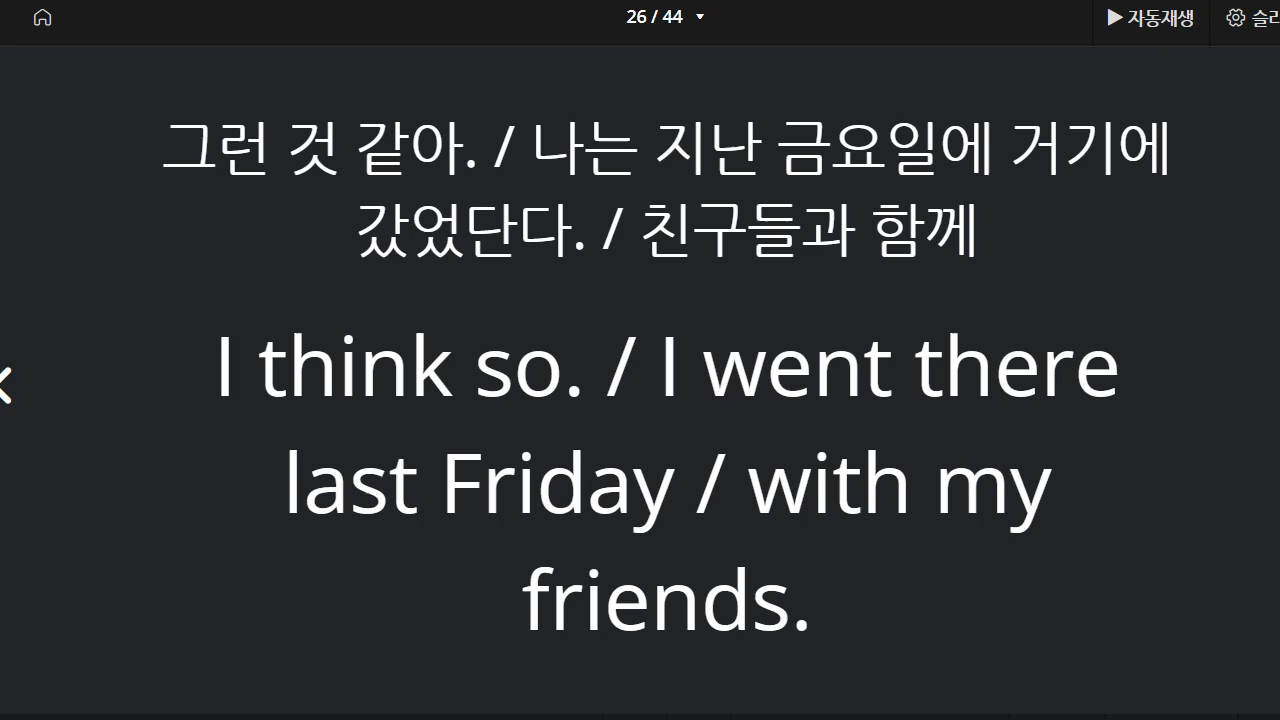 26 / 44
자동재생
그런 것 같아. / 나는 지난 금요일에 거기에
갔었단다. / 친구들과 함께
I think so. / I went there
last Friday / with my
friends.